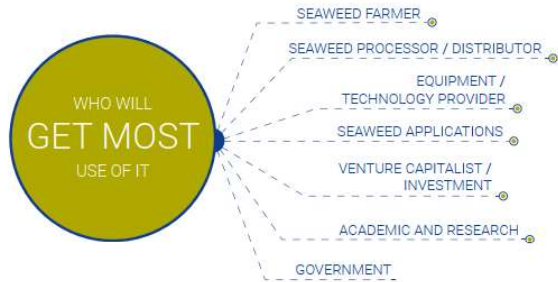 WHO WILL
GET MOST
USE OF IT
SEAWEED FARMER
SEAWEED PROCESSOR / DISTRIBUTOR
EQUIPMENT /
TECHNOLOGY PROVIDER
SEAWEED APPLICATIONS
VENTURE CAPITALIST /
INVESTMENT
ACADEMIC AND RESEARCH
GOVERNMENT